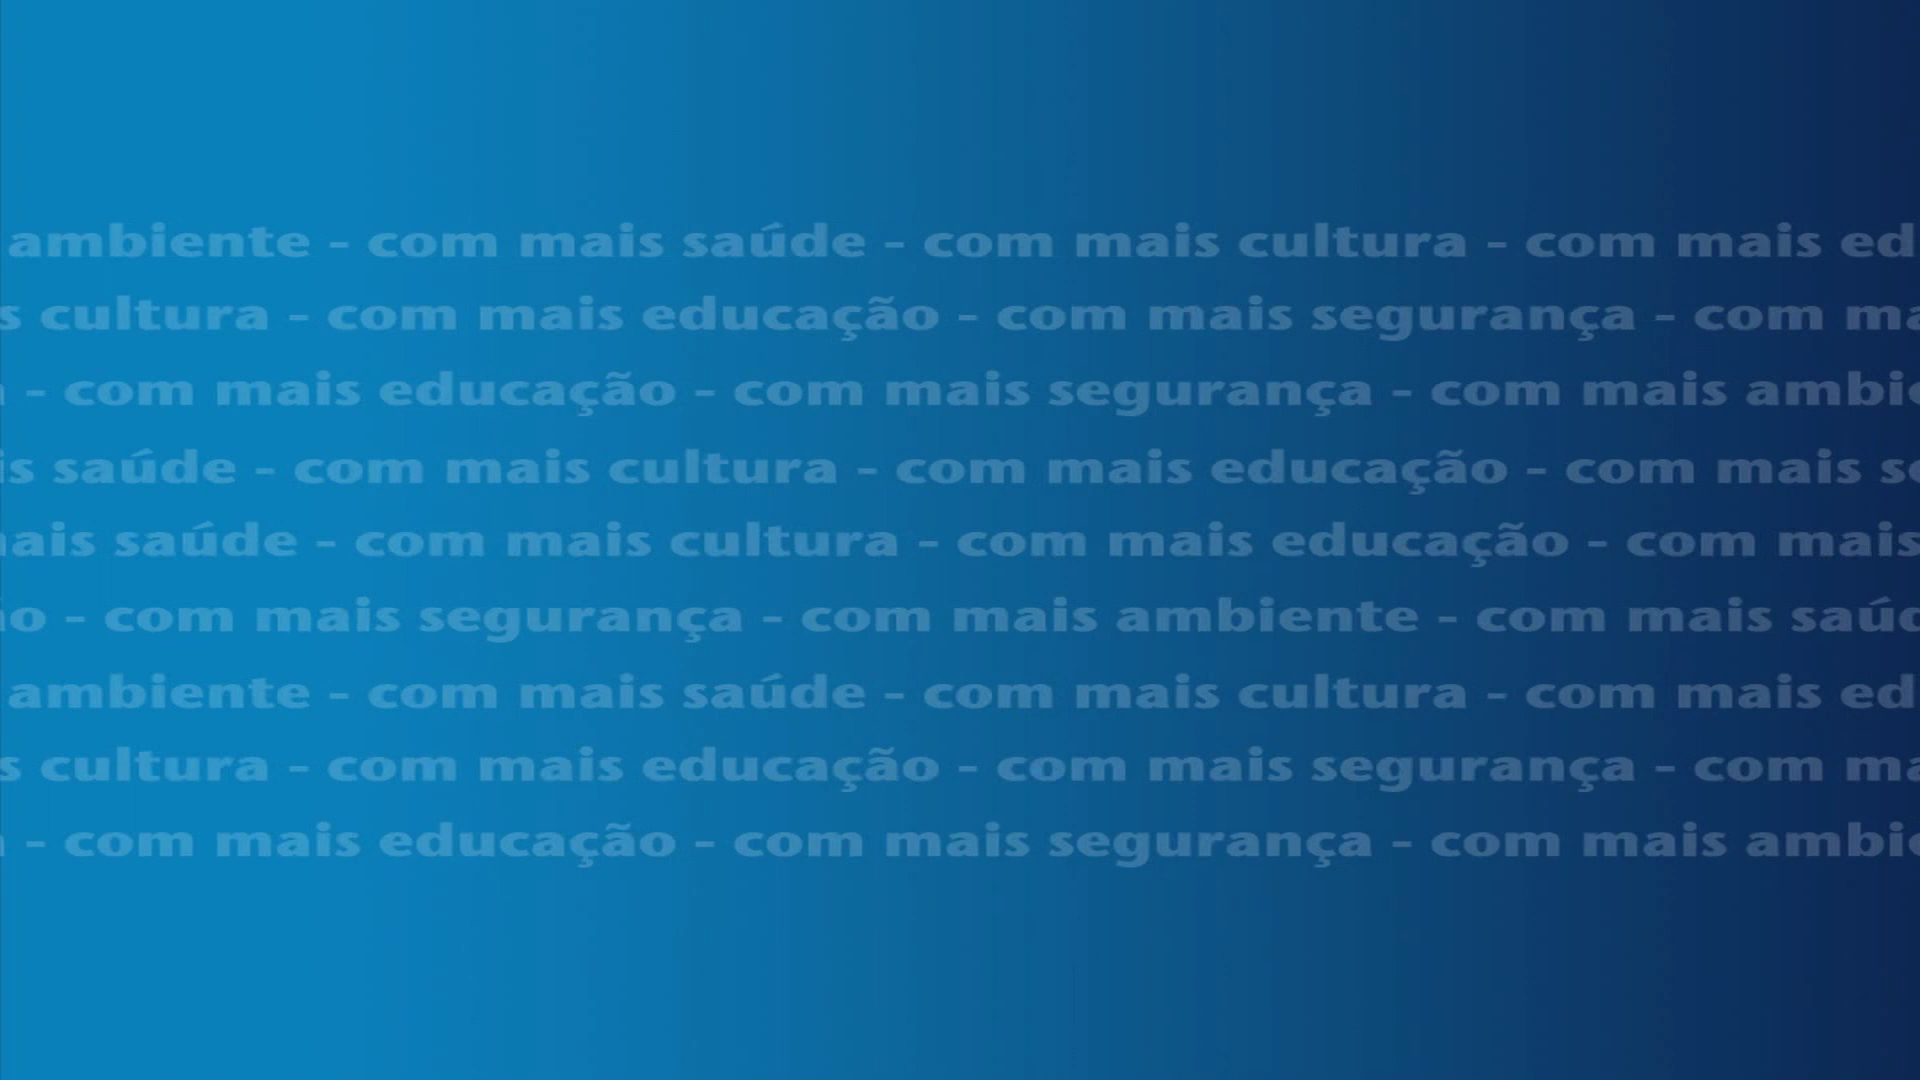 ambiente - com mais saúde - com mais cultura - com mais ed
s cultura - com mais educação - com mais segurança - com ma
- com mais educação - com mais segurança - com mais ambie
is saúde - com mais cultura - com mais educação - com mais se
ais saúde - com mais cultura - com mais educação - com mais
ão - com mais segurança - com mais ambiente - com mais saúd
ambiente - com mais saúde - com mais cultura - com mais ed
s cultura - com mais educação - com mais segurança - com ma
- com mais educação - com mais segurança - com mais ambie